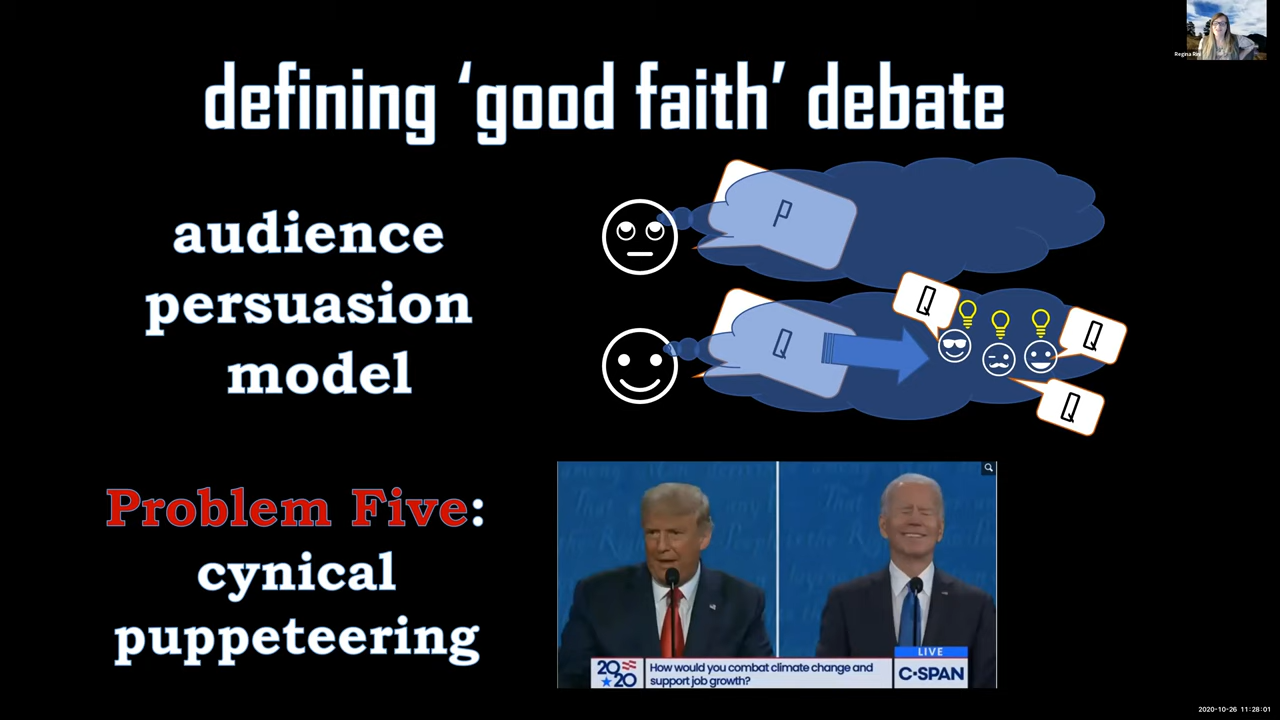 defining ‘good faith’ debate
Regina
audience
persuasion
model
P
Q
Q
Q
Q
Problem Five:
cynical
puppeteering
2020
How would you combat climate change and
support job growth?
LIVE
C-SPAN
2020-10-26 11:28:01